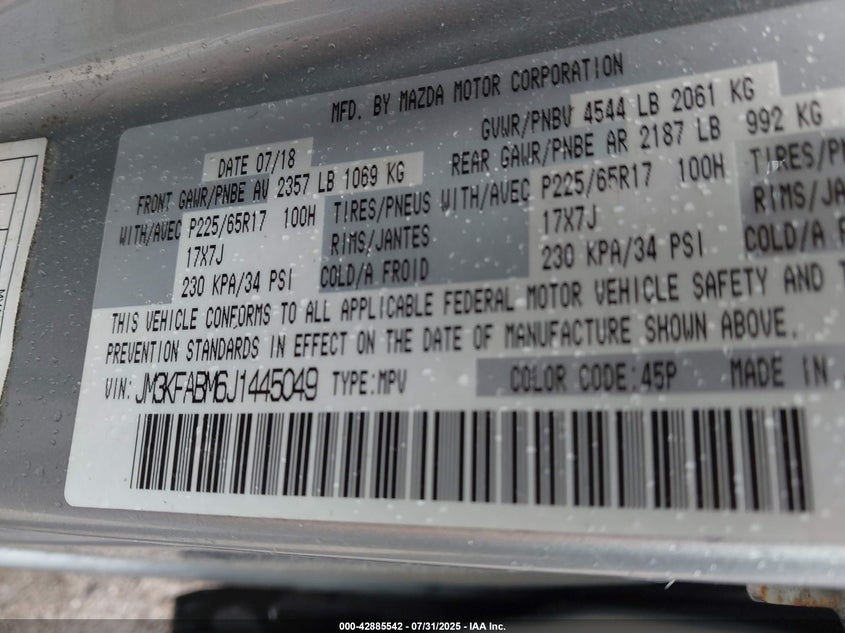 MFD. BY MAZDA MOTOR CORPORATION
DATE 07/18
GVWR/PNBV 4544 LB 2061 KG
FRONT GAWR/PNBE AV 2357 LB 1069 KG
REAR GAWR/PNBE AR 2187 LB 992 KG
WITH/AVEC P225/65R17 100H TIRES/PNEUS WITH/AVEC P225/65R17 100H
17X7J RIMS/JANTES 17X7J
230 KPA/34 PSI COLD/A FROID 230 KPA/34 PSI COLD/A
THIS VEHICLE CONFORMS TO ALL APPLICABLE FEDERAL MOTOR VEHICLE SAFETY AND
PREVENTION STANDARDS IN EFFECT ON THE DATE OF MANUFACTURE SHOWN ABOVE.
VIN: JM3KFABM6J1445049 TYPE:MPV COLOR CODE:45P MADE IN
000-42885542 - 07/31/2025 - IAA Inc.